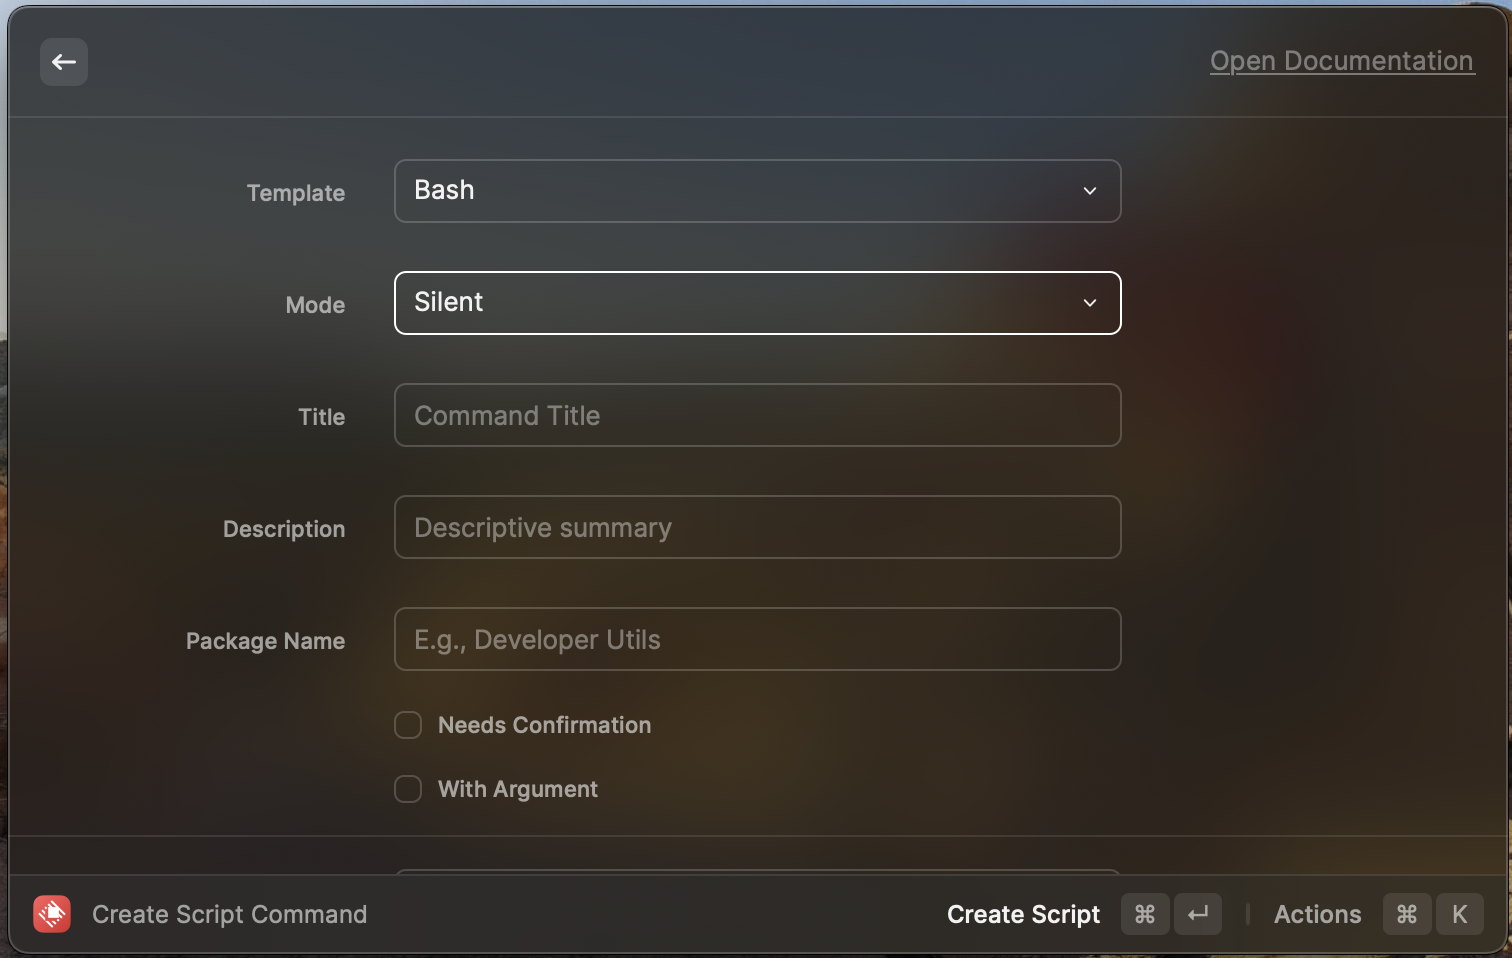 Open Documentation
Template
Bash
Mode
Silent
Title
Command Title
Description
Descriptive summary
Package Name
E.g., Developer Utils
Needs Confirmation
With Argument
Create Script Command
Create Script ⌘ ↵
Actions ⌘ K